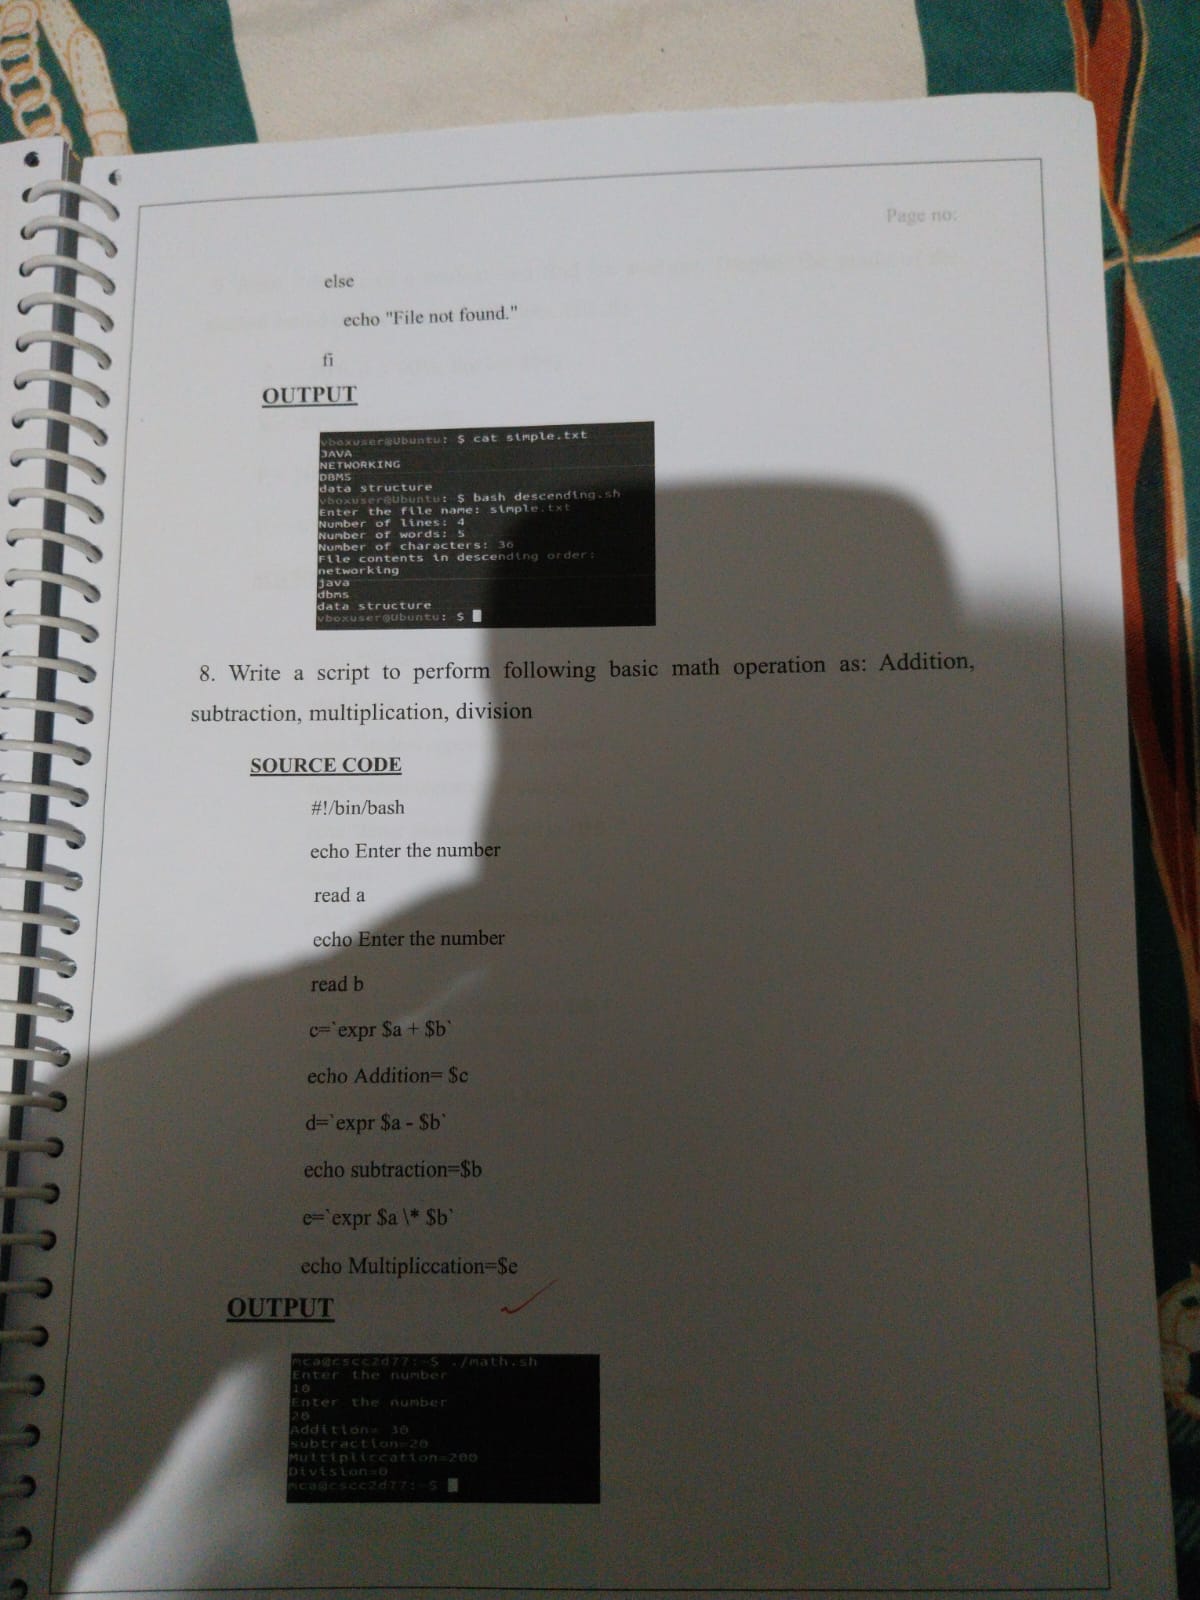 Page no:
else
echo "File not found."
fi
OUTPUT
vboxuser@Ubuntu: $ cat simple.txt
JAVA
NETWORKING
DBMS
data structure
vboxuser@Ubuntu: $ bash descending.sh
Enter the file name: simple.txt
Number of lines: 4
Number of words: 5
Number of characters: 36
File contents in descending order:
networking
java
dbms
data structure
vboxuser@Ubuntu: $
8. Write a script to perform following basic math operation as: Addition,
subtraction, multiplication, division
SOURCE CODE
#!/bin/bash
echo Enter the number
read a
echo Enter the number
read b
c=`expr $a + $b`
echo Addition= $c
d=`expr $a - $b`
echo subtraction=$b
e=`expr $a \* $b`
echo Multipliccation=$e
OUTPUT
mca@cscc2d77:~$ ./math.sh
Enter the number
10
Enter the number
20
Addition= 30
subtraction=20
Multipliccation=200
Division=0
mca@cscc2d77:~$